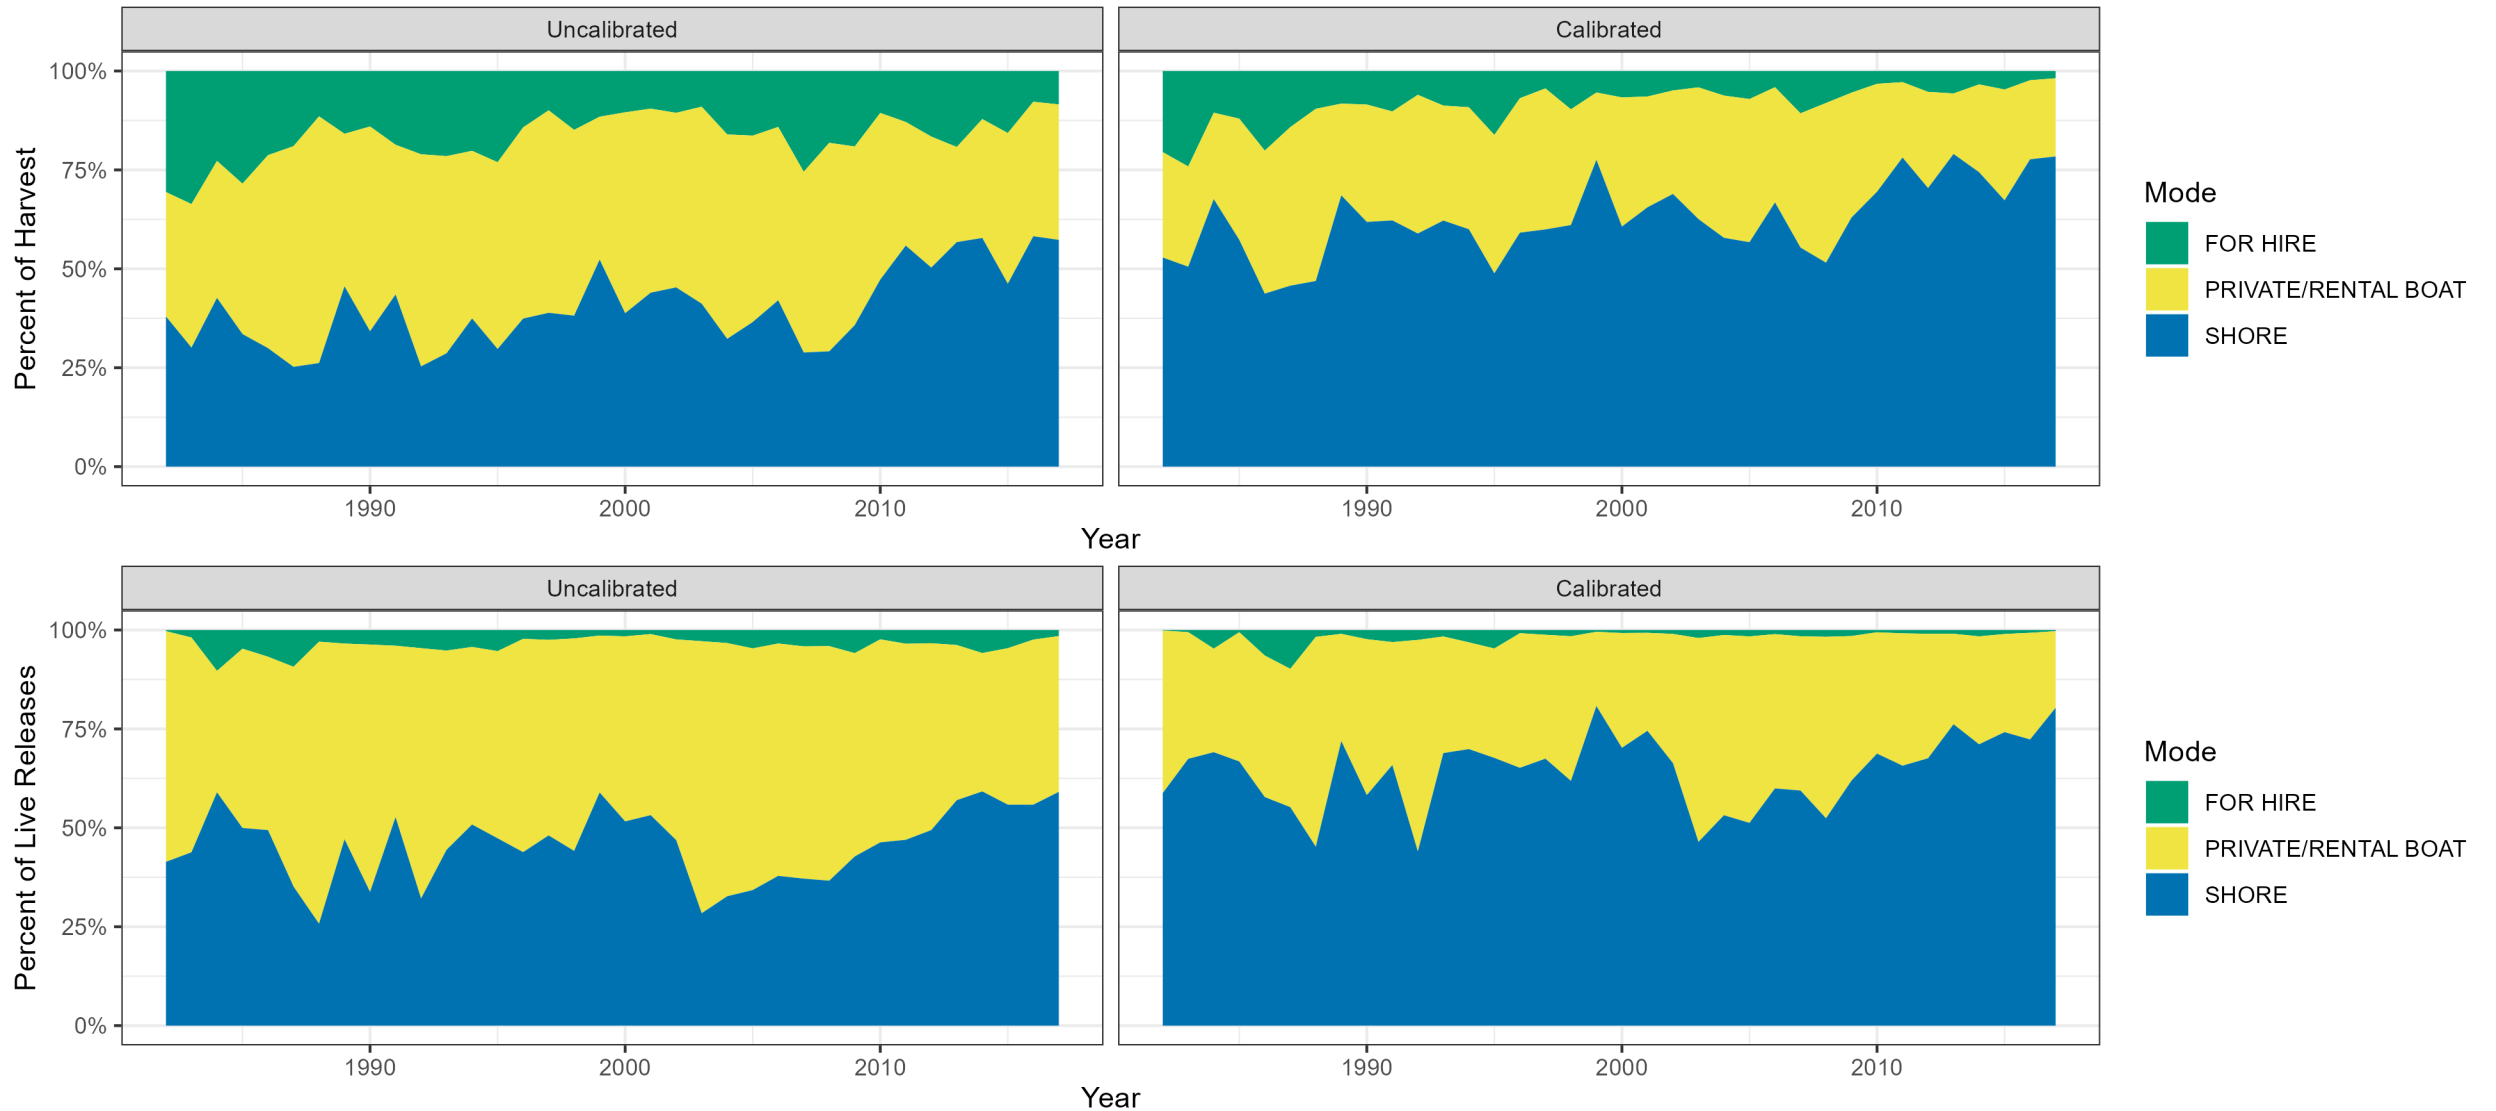 Uncalibrated
Calibrated
Percent of Harvest
100%
75%
50%
25%
0%
1990
2000
2010
1990
2000
2010
Year
Mode
FOR HIRE
PRIVATE/RENTAL BOAT
SHORE
Uncalibrated
Calibrated
Percent of Live Releases
100%
75%
50%
25%
0%
1990
2000
2010
1990
2000
2010
Year
Mode
FOR HIRE
PRIVATE/RENTAL BOAT
SHORE